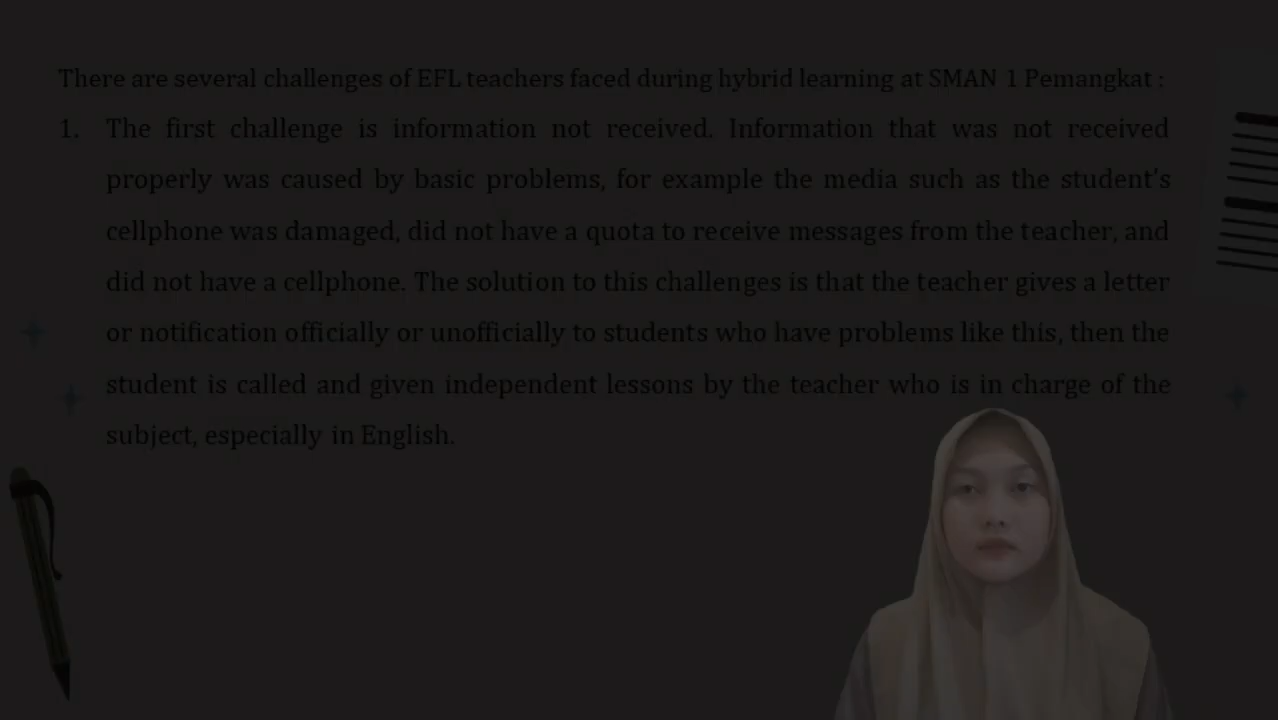 There are several challenges of EFL teachers faced during hybrid learning at SMAN 1 Pemangkat :
1. The first challenge is information not received. Information that was not received
properly was caused by basic problems, for example the media such as the student's
cellphone was damaged, did not have a quota to receive messages from the teacher, and
did not have a cellphone. The solution to this challenges is that the teacher gives a letter
or notification officially or unofficially to students who have problems like this, then the
student is called and given independent lessons by the teacher who is in charge of the
subject, especially in English.